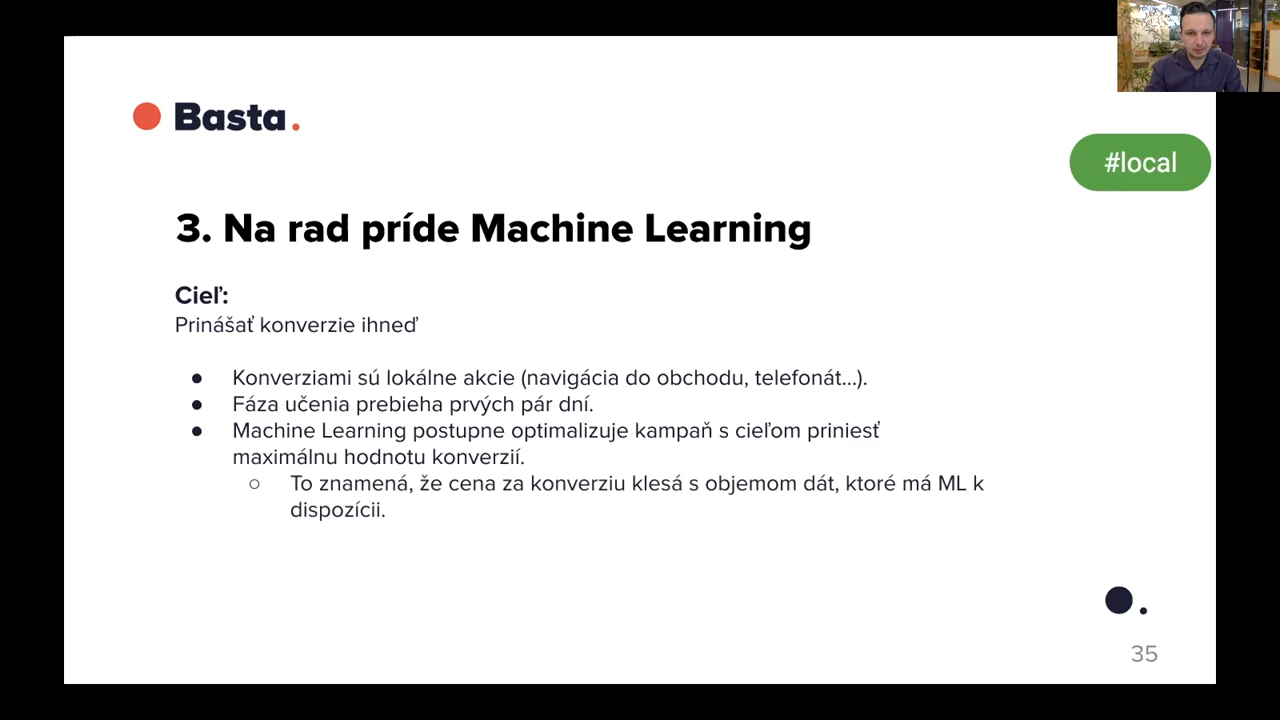 Basta.
#local
3. Na rad príde Machine Learning
Cieľ:
Prinášať konverzie ihneď
● Konverziami sú lokálne akcie (navigácia do obchodu, telefonát...).
● Fáza učenia prebieha prvých pár dní.
● Machine Learning postupne optimalizuje kampaň s cieľom priniesť
maximálnu hodnotu konverzií.
○ To znamená, že cena za konverziu klesá s objemom dát, ktoré má ML k
dispozícii.
35